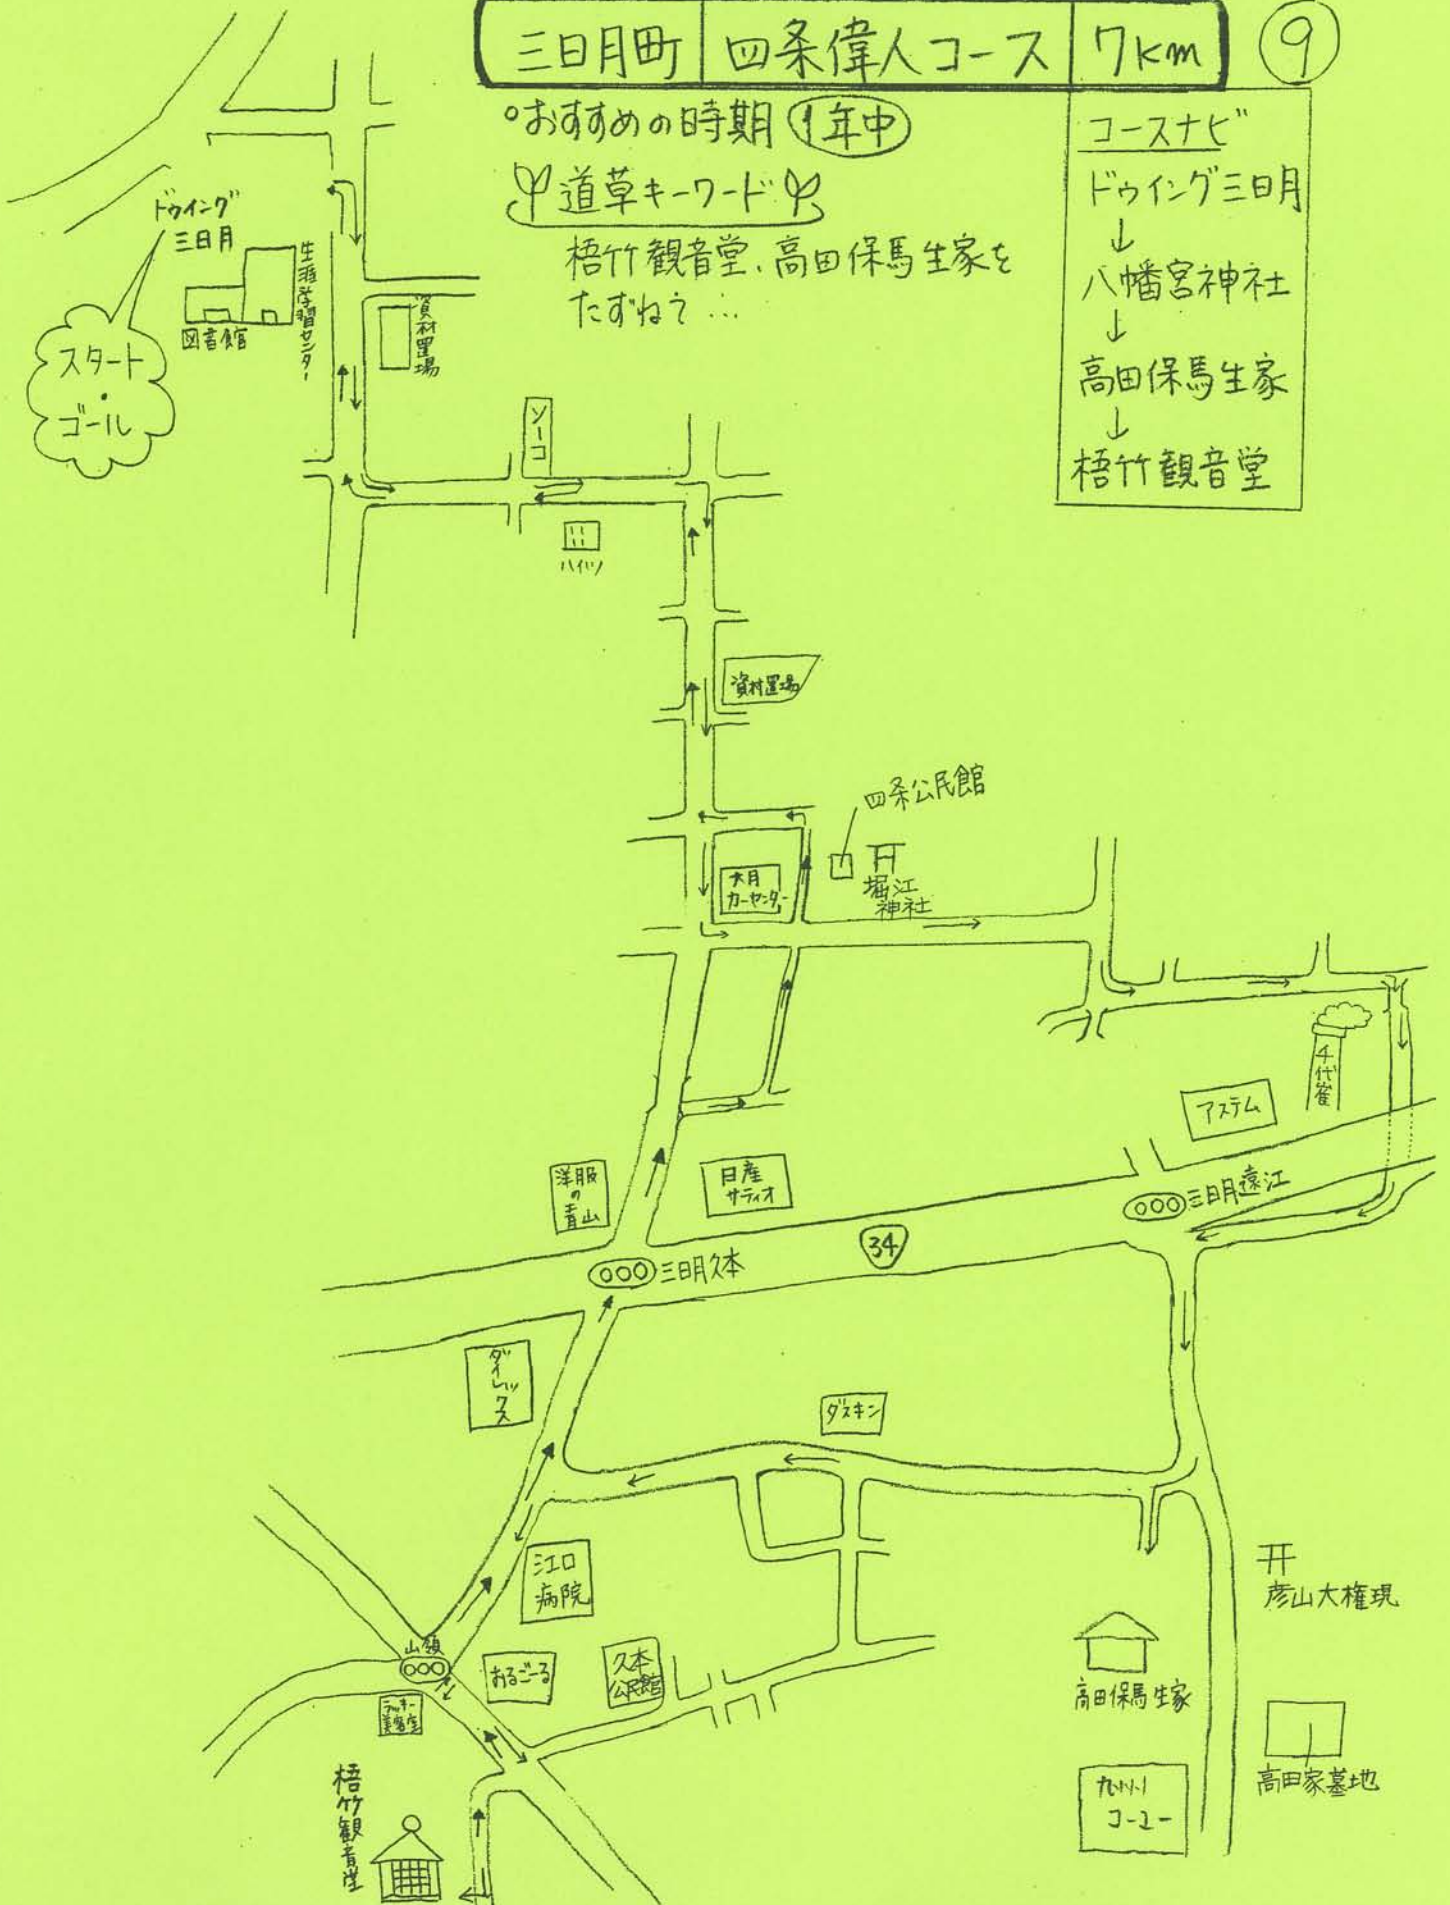 三日月町 四条偉人コース 7km ⑨
°おすすめの時期 1年中
道草キーワード
梧竹観音堂、高田保馬生家を
たずねて…
コースナビ
ドゥイング三日月
↓
八幡宮神社
↓
高田保馬生家
↓
梧竹観音堂
ドゥイング
三日月
スタート
・
ゴール
図書館
生涯学習センター
資材置場
ソーコ
ハイツ
資材置場
四条公民館
堀江
神社
カーセンター
千代雀
アステム
三日月遠江
洋服
の
青山
日産
サティオ
34
三日月久本
ダイレックス
ダスキン
江口
病院
山領
おるごーる
久本
公民館
ラッキー
美容室
彦山大権現
高田保馬生家
高田家墓地
九州
コーユー
梧竹観音堂